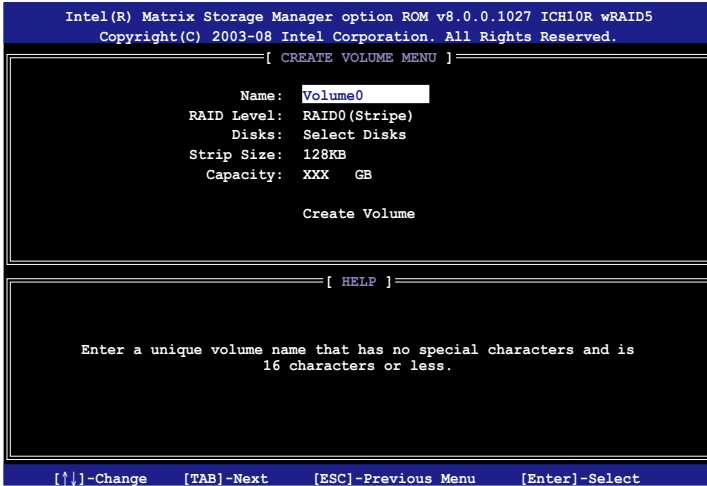 Intel(R) Matrix Storage Manager option ROM v8.0.0.1027 ICH10R wRAID5
Copyright(C) 2003-08 Intel Corporation. All Rights Reserved.
[ CREATE VOLUME MENU ]
Name: Volume0
RAID Level: RAID0(Stripe)
Disks: Select Disks
Strip Size: 128KB
Capacity: XXX GB
Create Volume
[ HELP ]
Enter a unique volume name that has no special characters and is
16 characters or less.
[↑↓]-Change [TAB]-Next [ESC]-Previous Menu [Enter]-Select